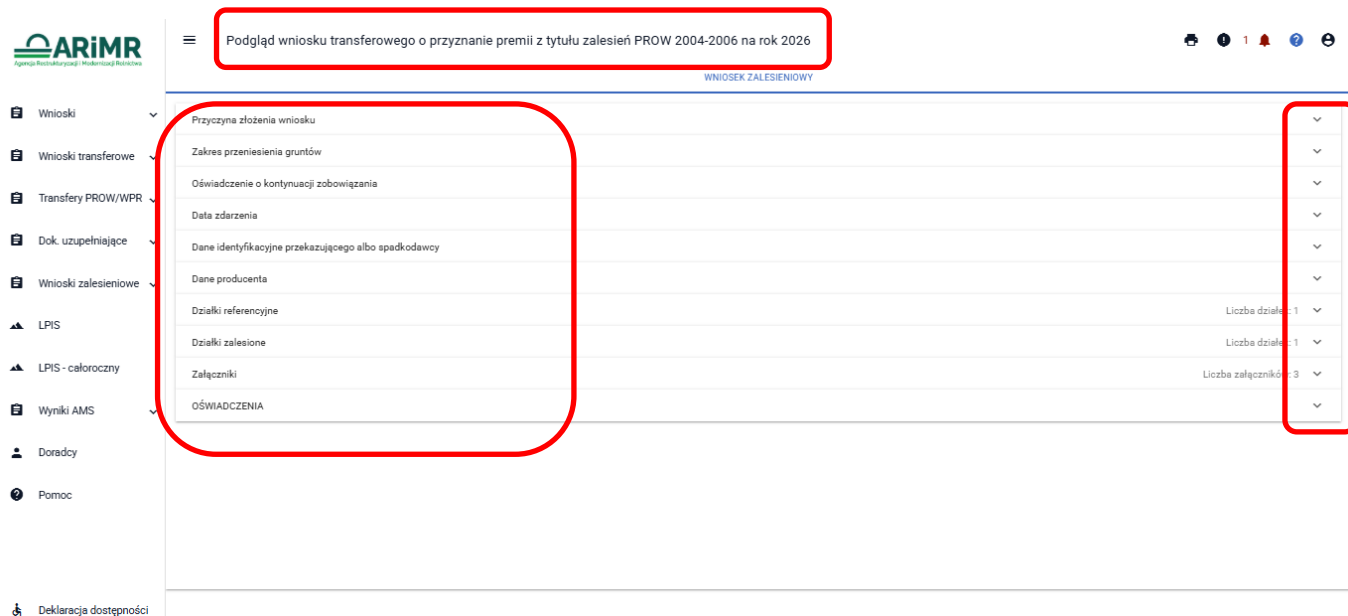 ARiMR
Agencja Restrukturyzacji i Modernizacji Rolnictwa
Podgląd wniosku transferowego o przyznanie premii z tytułu zalesień PROW 2004-2006 na rok 2026
1
WNIOSEK ZALESIENIOWY
Wnioski
Wnioski transferowe
Transfery PROW/WPR
Dok. uzupełniające
Wnioski zalesieniowe
LPIS
LPIS - całoroczny
Wyniki AMS
Doradcy
Pomoc
Deklaracja dostępności
Przyczyna złożenia wniosku
Zakres przeniesienia gruntów
Oświadczenie o kontynuacji zobowiązania
Data zdarzenia
Dane identyfikacyjne przekazującego albo spadkodawcy
Dane producenta
Działki referencyjne Liczba działek: 1
Działki zalesione Liczba działek: 1
Załączniki Liczba załączników: 3
OŚWIADCZENIA